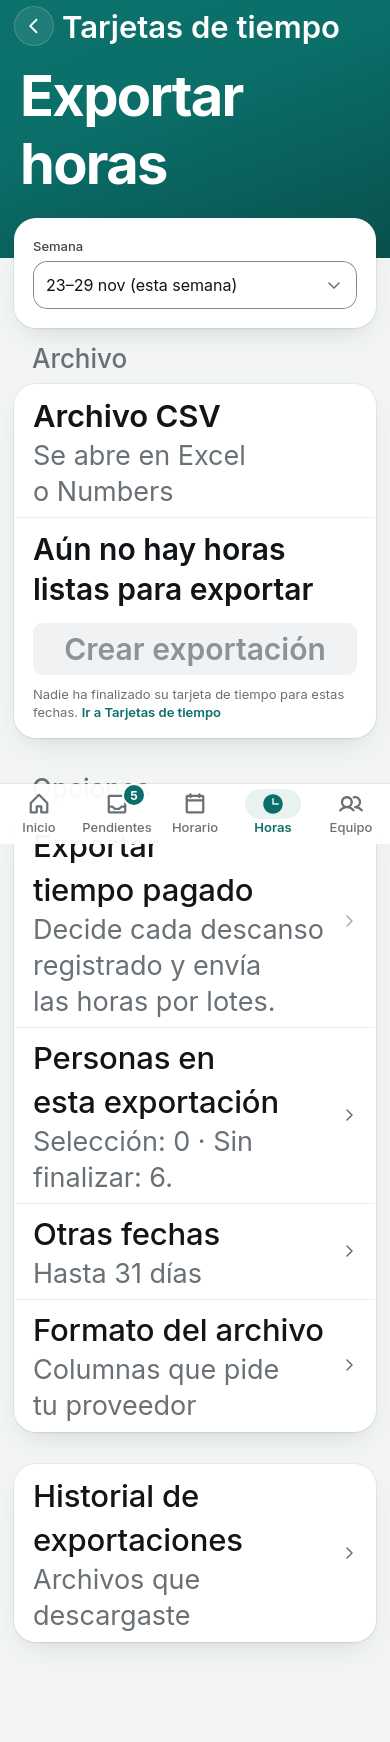 Tarjetas de tiempo
Exportar
horas
Semana
23–29 nov (esta semana)
Archivo
Archivo CSV
Se abre en Excel
o Numbers
Aún no hay horas
listas para exportar
Crear exportación
Nadie ha finalizado su tarjeta de tiempo para estas
fechas. Ir a Tarjetas de tiempo
Opciones
5
Inicio
Pendientes
Horario
Horas
Equipo
Exportar
tiempo pagado
Decide cada descanso
registrado y envía
las horas por lotes.
Personas en
esta exportación
Selección: 0 · Sin
finalizar: 6.
Otras fechas
Hasta 31 días
Formato del archivo
Columnas que pide
tu proveedor
Historial de
exportaciones
Archivos que
descargaste